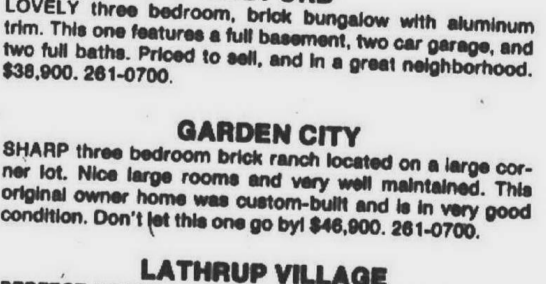 LOVELY three bedroom, brick bungalow with aluminum
trim. This one features a full basement, two car garage, and
two full baths. Priced to sell, and in a great neighborhood.
$38,900. 261-0700.
GARDEN CITY
SHARP three bedroom brick ranch located on a large cor-
ner lot. Nice large rooms and very well maintained. This
original owner home was custom-built and is in very good
condition. Don't let this one go by! $46,900. 261-0700.
LATHRUP VILLAGE